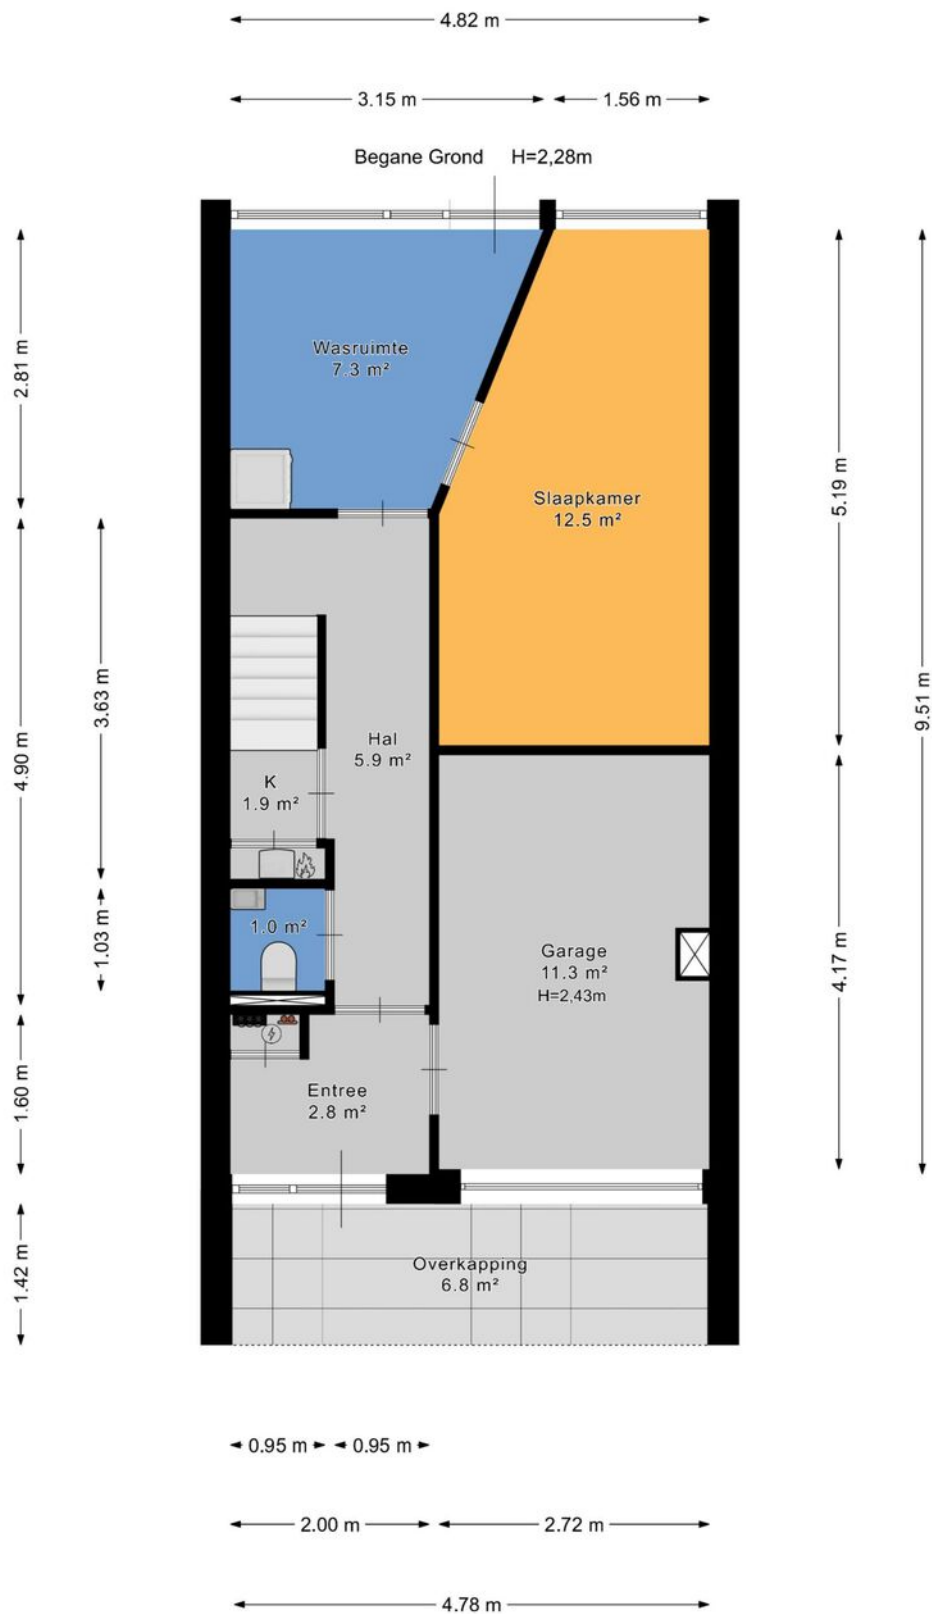 4.82 m
3.15 m
1.56 m
Begane Grond H=2,28m
2.81 m
4.90 m
1.60 m
1.42 m
3.63 m
1.03 m
Wasruimte
7.3 m²
Slaapkamer
12.5 m²
Hal
5.9 m²
K
1.9 m²
1.0 m²
Garage
11.3 m²
H=2,43m
Entree
2.8 m²
Overkapping
6.8 m²
5.19 m
4.17 m
9.51 m
0.95 m
0.95 m
2.00 m
2.72 m
4.78 m